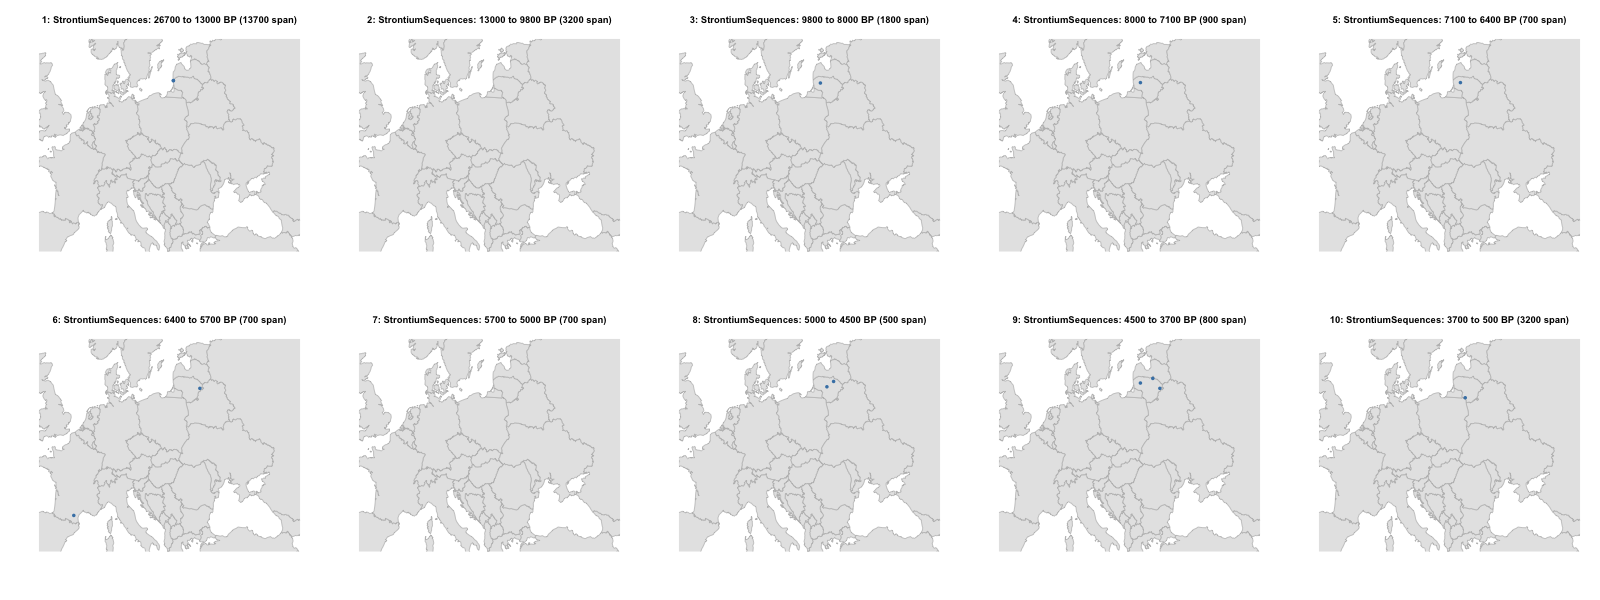 1: StrontiumSequences: 26700 to 13000 BP (13700 span)
2: StrontiumSequences: 13000 to 9800 BP (3200 span)
3: StrontiumSequences: 9800 to 8000 BP (1800 span)
4: StrontiumSequences: 8000 to 7100 BP (900 span)
5: StrontiumSequences: 7100 to 6400 BP (700 span)
6: StrontiumSequences: 6400 to 5700 BP (700 span)
7: StrontiumSequences: 5700 to 5000 BP (700 span)
8: StrontiumSequences: 5000 to 4500 BP (500 span)
9: StrontiumSequences: 4500 to 3700 BP (800 span)
10: StrontiumSequences: 3700 to 500 BP (3200 span)